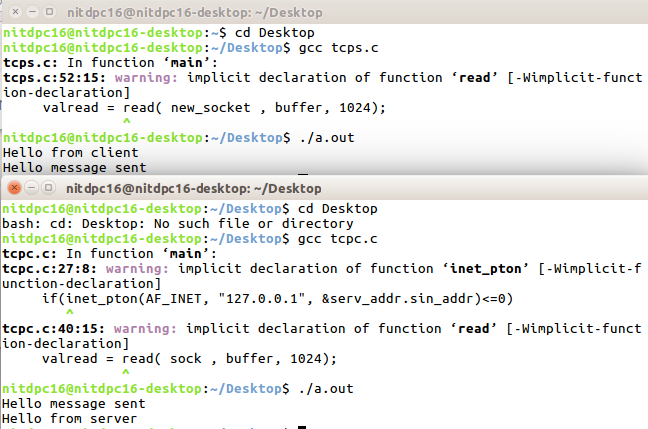 nitdpc16@nitdpc16-desktop: ~/Desktop
nitdpc16@nitdpc16-desktop:~$ cd Desktop
nitdpc16@nitdpc16-desktop:~/Desktop$ gcc tcps.c
tcps.c: In function ‘main’:
tcps.c:52:15: warning: implicit declaration of function ‘read’ [-Wimplicit-funct
ion-declaration]
     valread = read( new_socket , buffer, 1024);
               ^
nitdpc16@nitdpc16-desktop:~/Desktop$ ./a.out
Hello from client
Hello message sent
nitdpc16@nitdpc16-desktop: ~/Desktop
nitdpc16@nitdpc16-desktop:~/Desktop$ cd Desktop
bash: cd: Desktop: No such file or directory
nitdpc16@nitdpc16-desktop:~/Desktop$ gcc tcpc.c
tcpc.c: In function ‘main’:
tcpc.c:27:8: warning: implicit declaration of function ‘inet_pton’ [-Wimplicit-f
unction-declaration]
     if(inet_pton(AF_INET, "127.0.0.1", &serv_addr.sin_addr)<=0)
        ^
tcpc.c:40:15: warning: implicit declaration of function ‘read’ [-Wimplicit-funct
ion-declaration]
     valread = read( sock , buffer, 1024);
               ^
nitdpc16@nitdpc16-desktop:~/Desktop$ ./a.out
Hello message sent
Hello from server